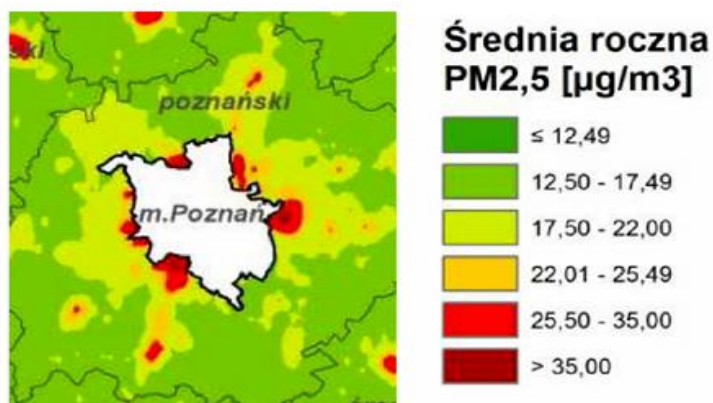 ski
poznański
m.Poznań
Średnia roczna
PM2,5 [µg/m3]
≤ 12,49
12,50 - 17,49
17,50 - 22,00
22,01 - 25,49
25,50 - 35,00
> 35,00